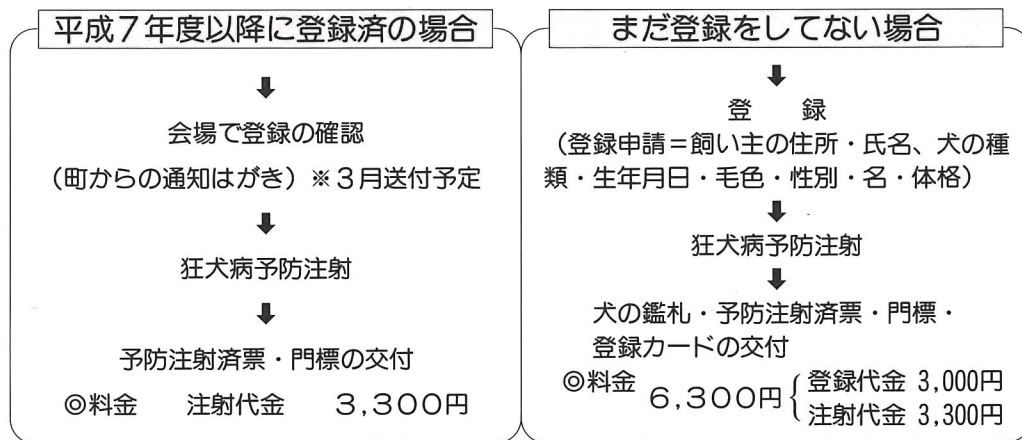 平成７年度以降に登録済の場合
⬇
会場で登録の確認
（町からの通知はがき）※３月送付予定
⬇
狂犬病予防注射
⬇
予防注射済票・門標の交付
◎料金　注射代金　３,３００円
まだ登録をしてない場合
⬇
登　録
（登録申請＝飼い主の住所・氏名、犬の種
類・生年月日・毛色・性別・名・体格）
⬇
狂犬病予防注射
⬇
犬の鑑札・予防注射済票・門標・
登録カードの交付
◎料金　６,３００円｛登録代金 3,000円
注射代金 3,300円